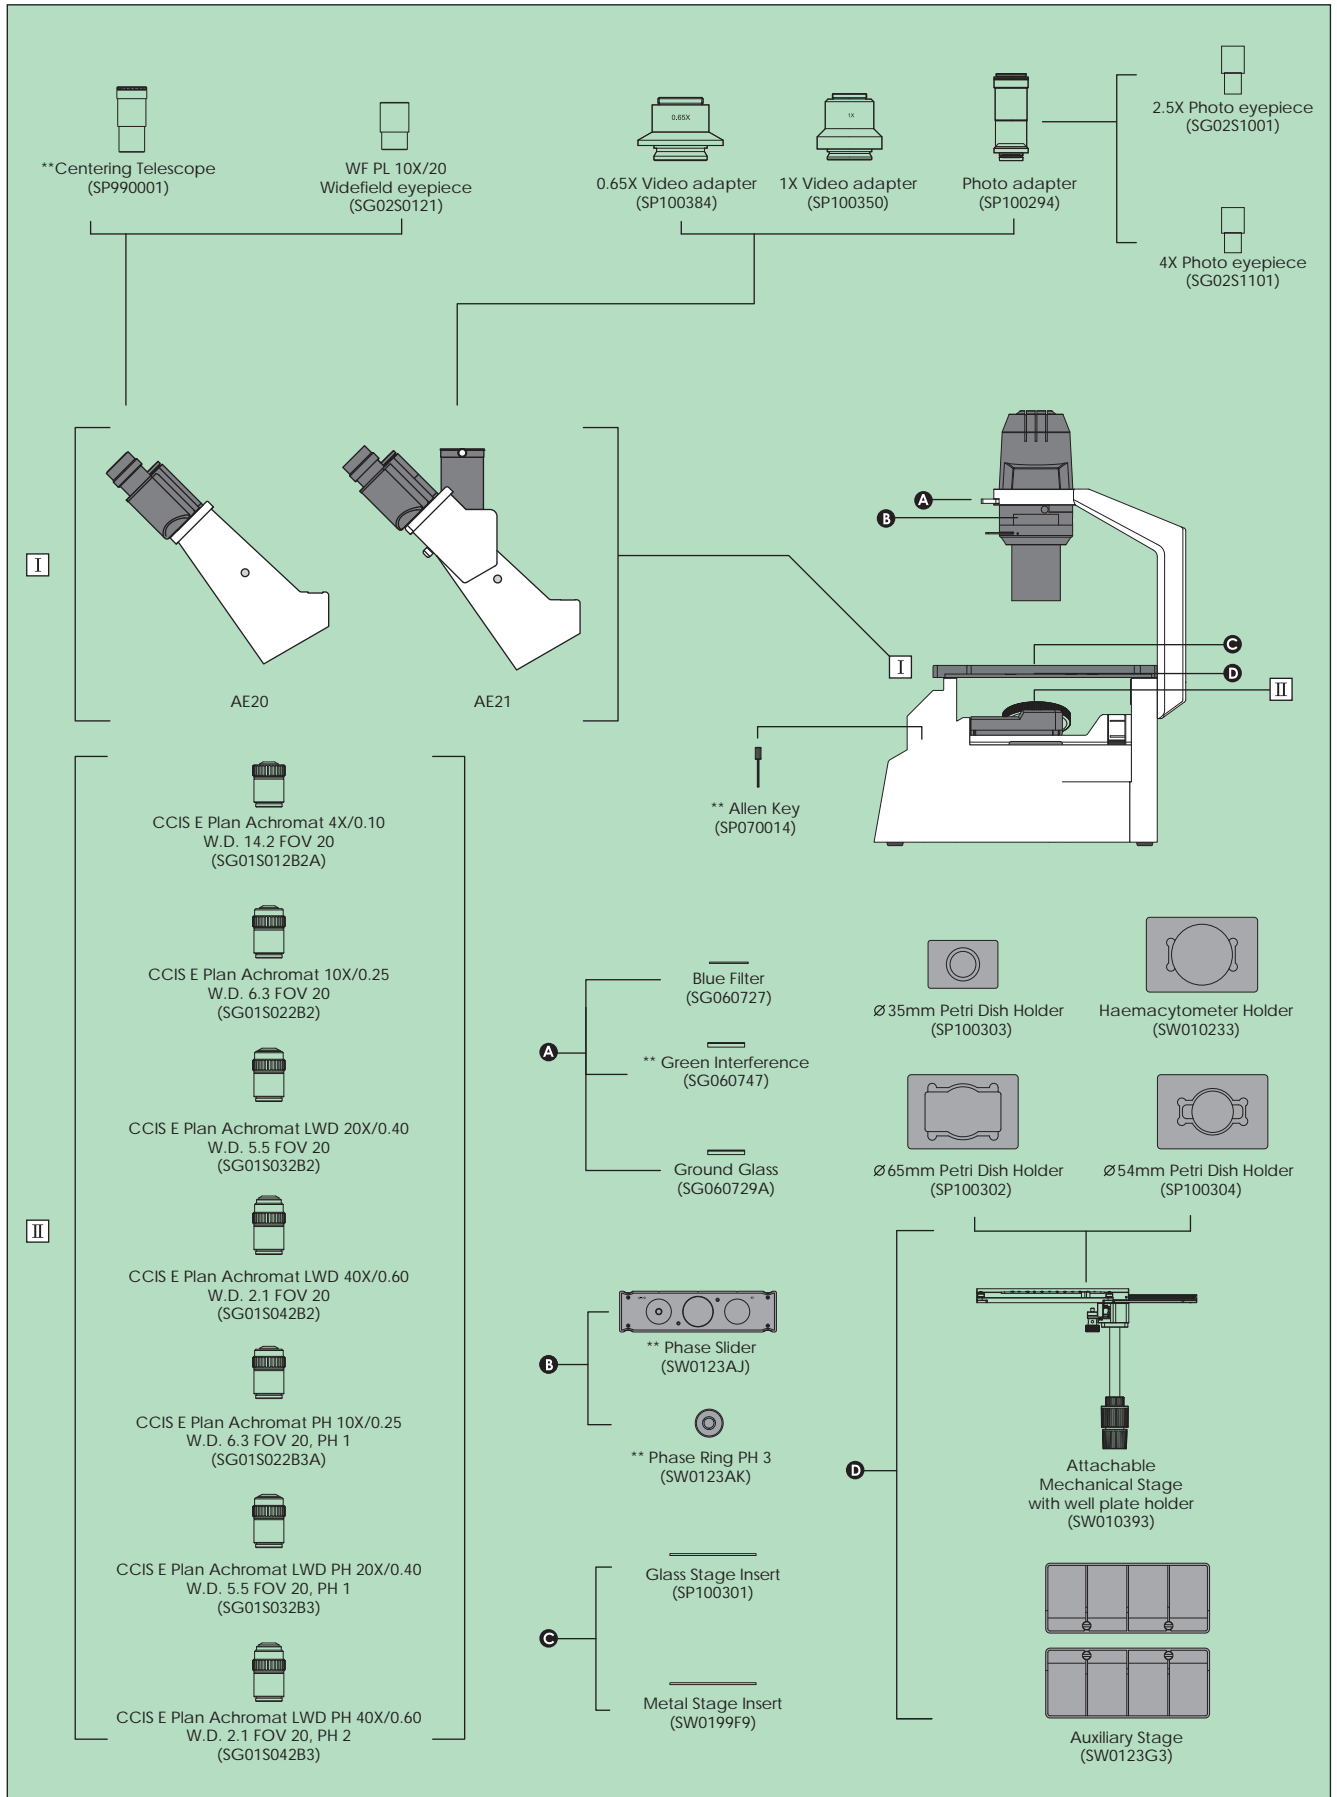 **Centering Telescope
(SP990001)
WF PL 10X/20
Widefield eyepiece
(SG02S0121)
0.65X
0.65X Video adapter
(SP100384)
1X
1X Video adapter
(SP100350)
Photo adapter
(SP100294)
2.5X Photo eyepiece
(SG02S1001)
4X Photo eyepiece
(SG02S1101)
I
AE20
AE21
A
B
C
D
I
II
** Allen Key
(SP070014)
II
CCIS E Plan Achromat 4X/0.10
W.D. 14.2 FOV 20
(SG01S012B2A)
CCIS E Plan Achromat 10X/0.25
W.D. 6.3 FOV 20
(SG01S022B2)
CCIS E Plan Achromat LWD 20X/0.40
W.D. 5.5 FOV 20
(SG01S032B2)
CCIS E Plan Achromat LWD 40X/0.60
W.D. 2.1 FOV 20
(SG01S042B2)
CCIS E Plan Achromat PH 10X/0.25
W.D. 6.3 FOV 20, PH 1
(SG01S022B3A)
CCIS E Plan Achromat LWD PH 20X/0.40
W.D. 5.5 FOV 20, PH 1
(SG01S032B3)
CCIS E Plan Achromat LWD PH 40X/0.60
W.D. 2.1 FOV 20, PH 2
(SG01S042B3)
A
Blue Filter
(SG060727)
** Green Interference
(SG060747)
Ground Glass
(SG060729A)
B
** Phase Slider
(SW0123AJ)
** Phase Ring PH 3
(SW0123AK)
C
Glass Stage Insert
(SP100301)
Metal Stage Insert
(SW0199F9)
Ø35mm Petri Dish Holder
(SP100303)
Haemacytometer Holder
(SW010233)
Ø65mm Petri Dish Holder
(SP100302)
Ø54mm Petri Dish Holder
(SP100304)
D
Attachable
Mechanical Stage
with well plate holder
(SW010393)
Auxiliary Stage
(SW0123G3)